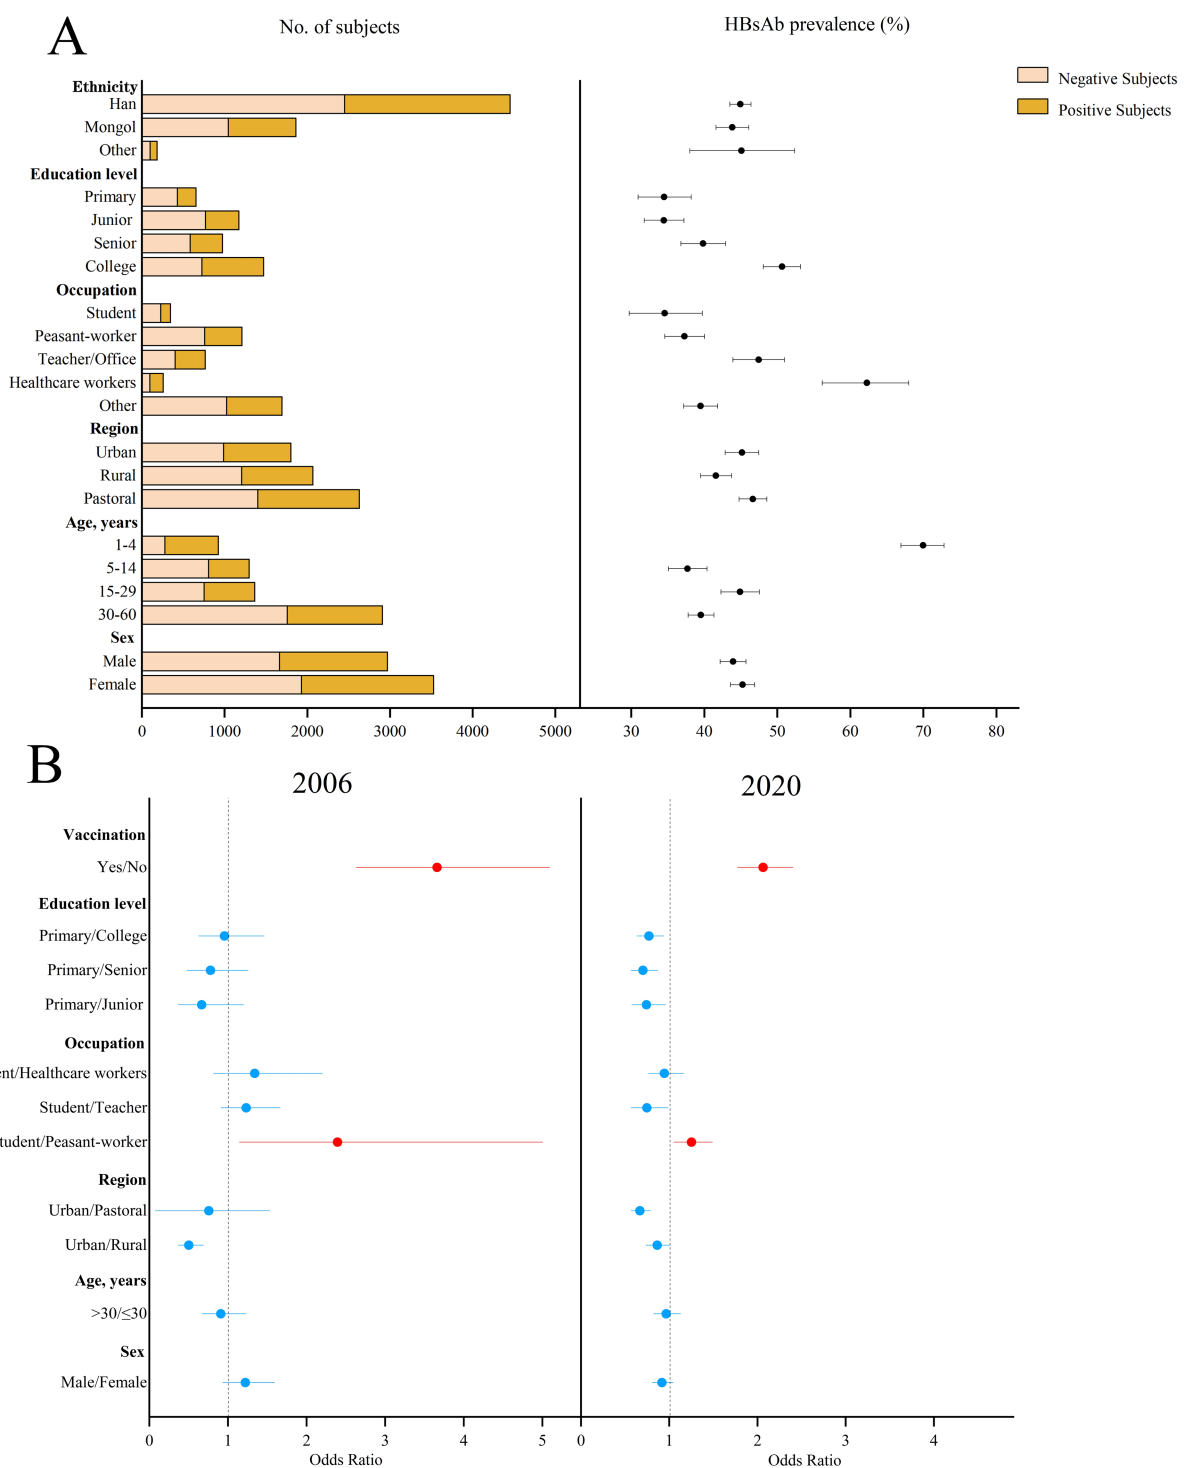 A
No. of subjects
HBsAb prevalence (%)
Negative Subjects
Positive Subjects
Ethnicity
Han
Mongol
Other
Education level
Primary
Junior
Senior
College
Occupation
Student
Peasant-worker
Teacher/Office
Healthcare workers
Other
Region
Urban
Rural
Pastoral
Age, years
1-4
5-14
15-29
30-60
Sex
Male
Female
0 1000 2000 3000 4000 5000
30 40 50 60 70 80
B
2006
2020
Vaccination
Yes/No
Education level
Primary/College
Primary/Senior
Primary/Junior
Occupation
nt/Healthcare workers
Student/Teacher
tudent/Peasant-worker
Region
Urban/Pastoral
Urban/Rural
Age, years
>30/≤30
Sex
Male/Female
0 1 2 3 4 5
0 1 2 3 4
Odds Ratio
Odds Ratio